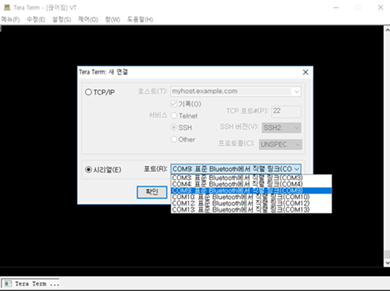 Tera Term - [끊어짐] VT
메뉴(F) 수정(E) 설정(S) 제어(O) 창(W) 도움말(H)
Tera Term: 새 연결
TCP/IP
호스트(T): myhost.example.com
기록(O)
서비스
Telnet
TCP 포트#(P): 22
SSH
SSH 버전(V): SSH2
Other
프로토콜(C): UNSPEC
시리얼(E)
포트(R): COM9: 표준 Bluetooth에서 직렬 링크(CO
확인
COM3: 표준 Bluetooth에서 직렬 링크(COM3)
COM4: 표준 Bluetooth에서 직렬 링크(COM4)
COM9: 표준 Bluetooth에서 직렬 링크(COM9)
COM10: 표준 Bluetooth에서 직렬 링크(COM10)
COM12: 표준 Bluetooth에서 직렬 링크(COM12)
COM13: 표준 Bluetooth에서 직렬 링크(COM13)
Tera Term ...